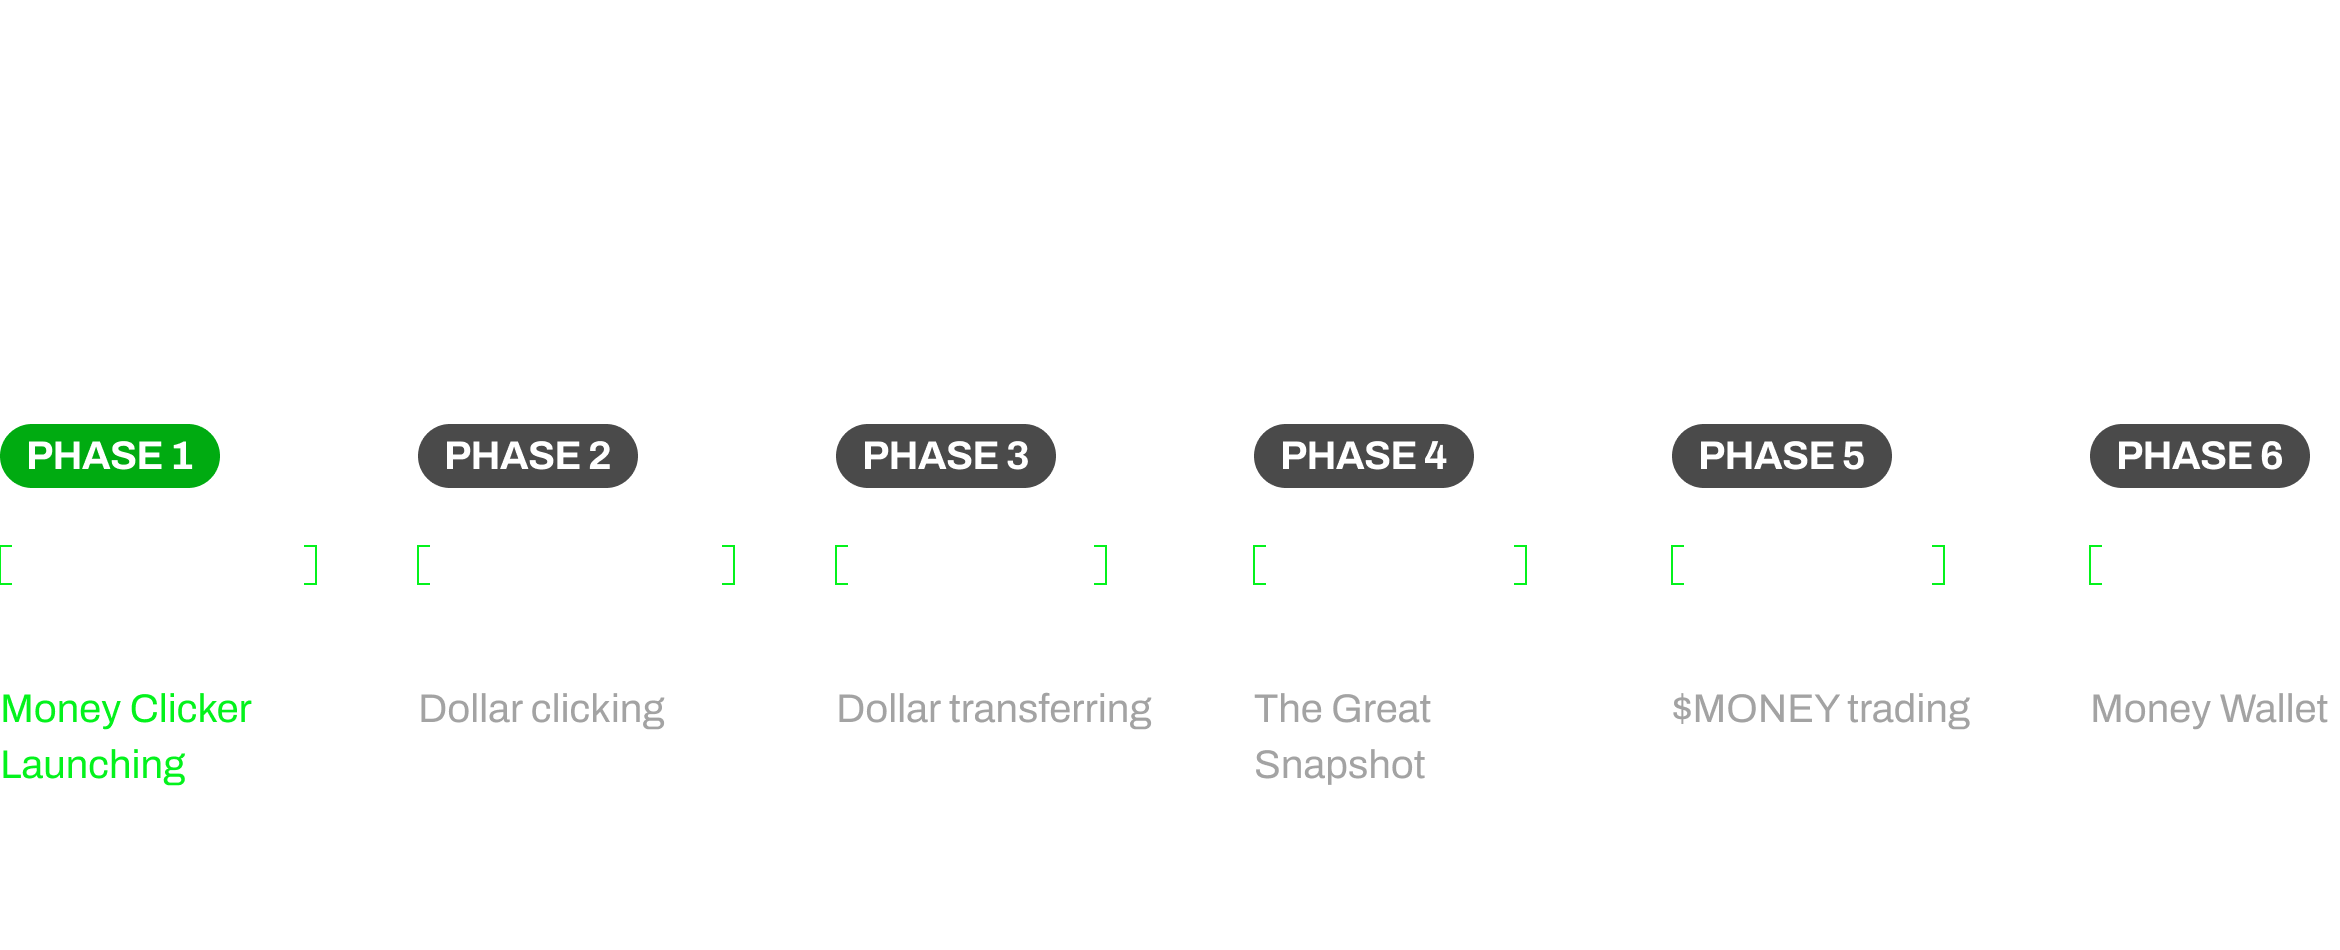 PHASE 1
PHASE 2
PHASE 3
PHASE 4
PHASE 5
PHASE 6
Money Clicker
Launching
Dollar clicking
Dollar transferring
The Great
Snapshot
$MONEY trading
Money Wallet